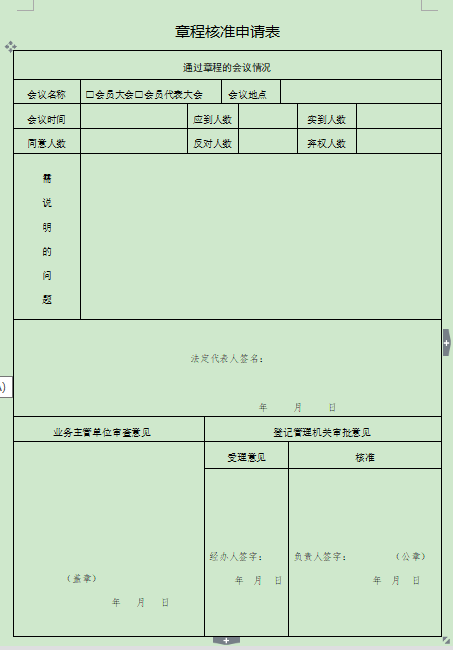 章程核准申请表
通过章程的会议情况
会议名称 □会员大会□会员代表大会 会议地点
会议时间 应到人数 实到人数
同意人数 反对人数 弃权人数
需
说
明
的
问
题
法定代表人签名：
年 月 日
业务主管单位审查意见 登记管理机关审批意见
受理意见 核准
经办人签字： 负责人签字： （公章）
（盖章） 年 月 日 年 月 日
年 月 日